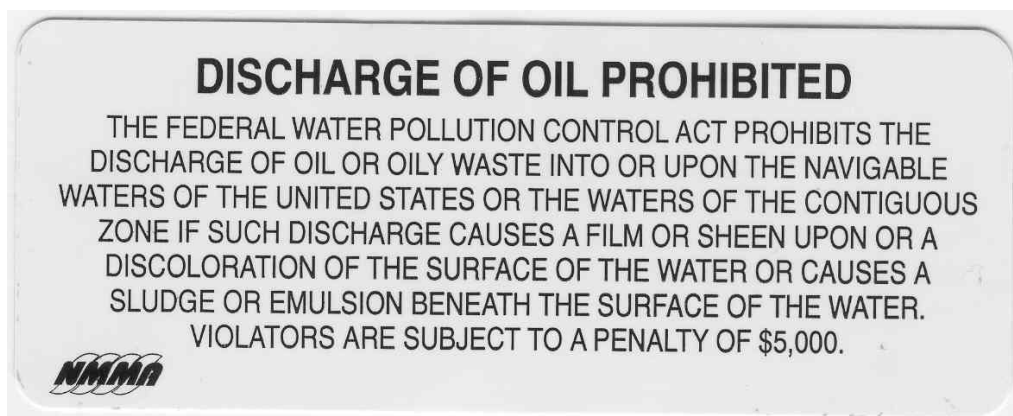 DISCHARGE OF OIL PROHIBITED
THE FEDERAL WATER POLLUTION CONTROL ACT PROHIBITS THE
DISCHARGE OF OIL OR OILY WASTE INTO OR UPON THE NAVIGABLE
WATERS OF THE UNITED STATES OR THE WATERS OF THE CONTIGUOUS
ZONE IF SUCH DISCHARGE CAUSES A FILM OR SHEEN UPON OR A
DISCOLORATION OF THE SURFACE OF THE WATER OR CAUSES A
SLUDGE OR EMULSION BENEATH THE SURFACE OF THE WATER.
VIOLATORS ARE SUBJECT TO A PENALTY OF $5,000.
NMMA